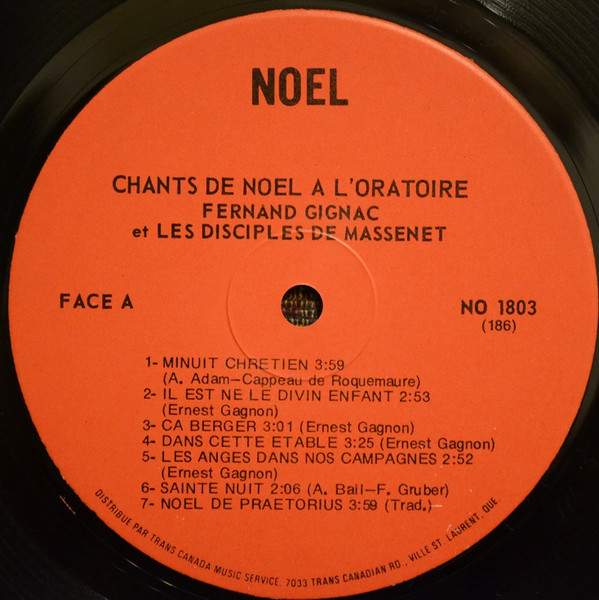 NOEL
CHANTS DE NOEL A L'ORATOIRE
FERNAND GIGNAC
et LES DISCIPLES DE MASSENET
FACE A
NO 1803
(186)
1- MINUIT CHRETIEN 3:59
(A. Adam-Cappeau de Roquemaure)
2- IL EST NE LE DIVIN ENFANT 2:53
(Ernest Gagnon)
3- CA BERGER 3:01 (Ernest Gagnon)
4- DANS CETTE ETABLE 3:25 (Ernest Gagnon)
5- LES ANGES DANS NOS CAMPAGNES 2:52
(Ernest Gagnon)
6- SAINTE NUIT 2:06 (A. Bail-F. Gruber)
7- NOEL DE PRAETORIUS 3:59 (Trad.)
DISTRIBUE PAR TRANS CANADA MUSIC SERVICE, 7033 TRANS CANADIAN RD., VILLE ST. LAURENT, QUE.